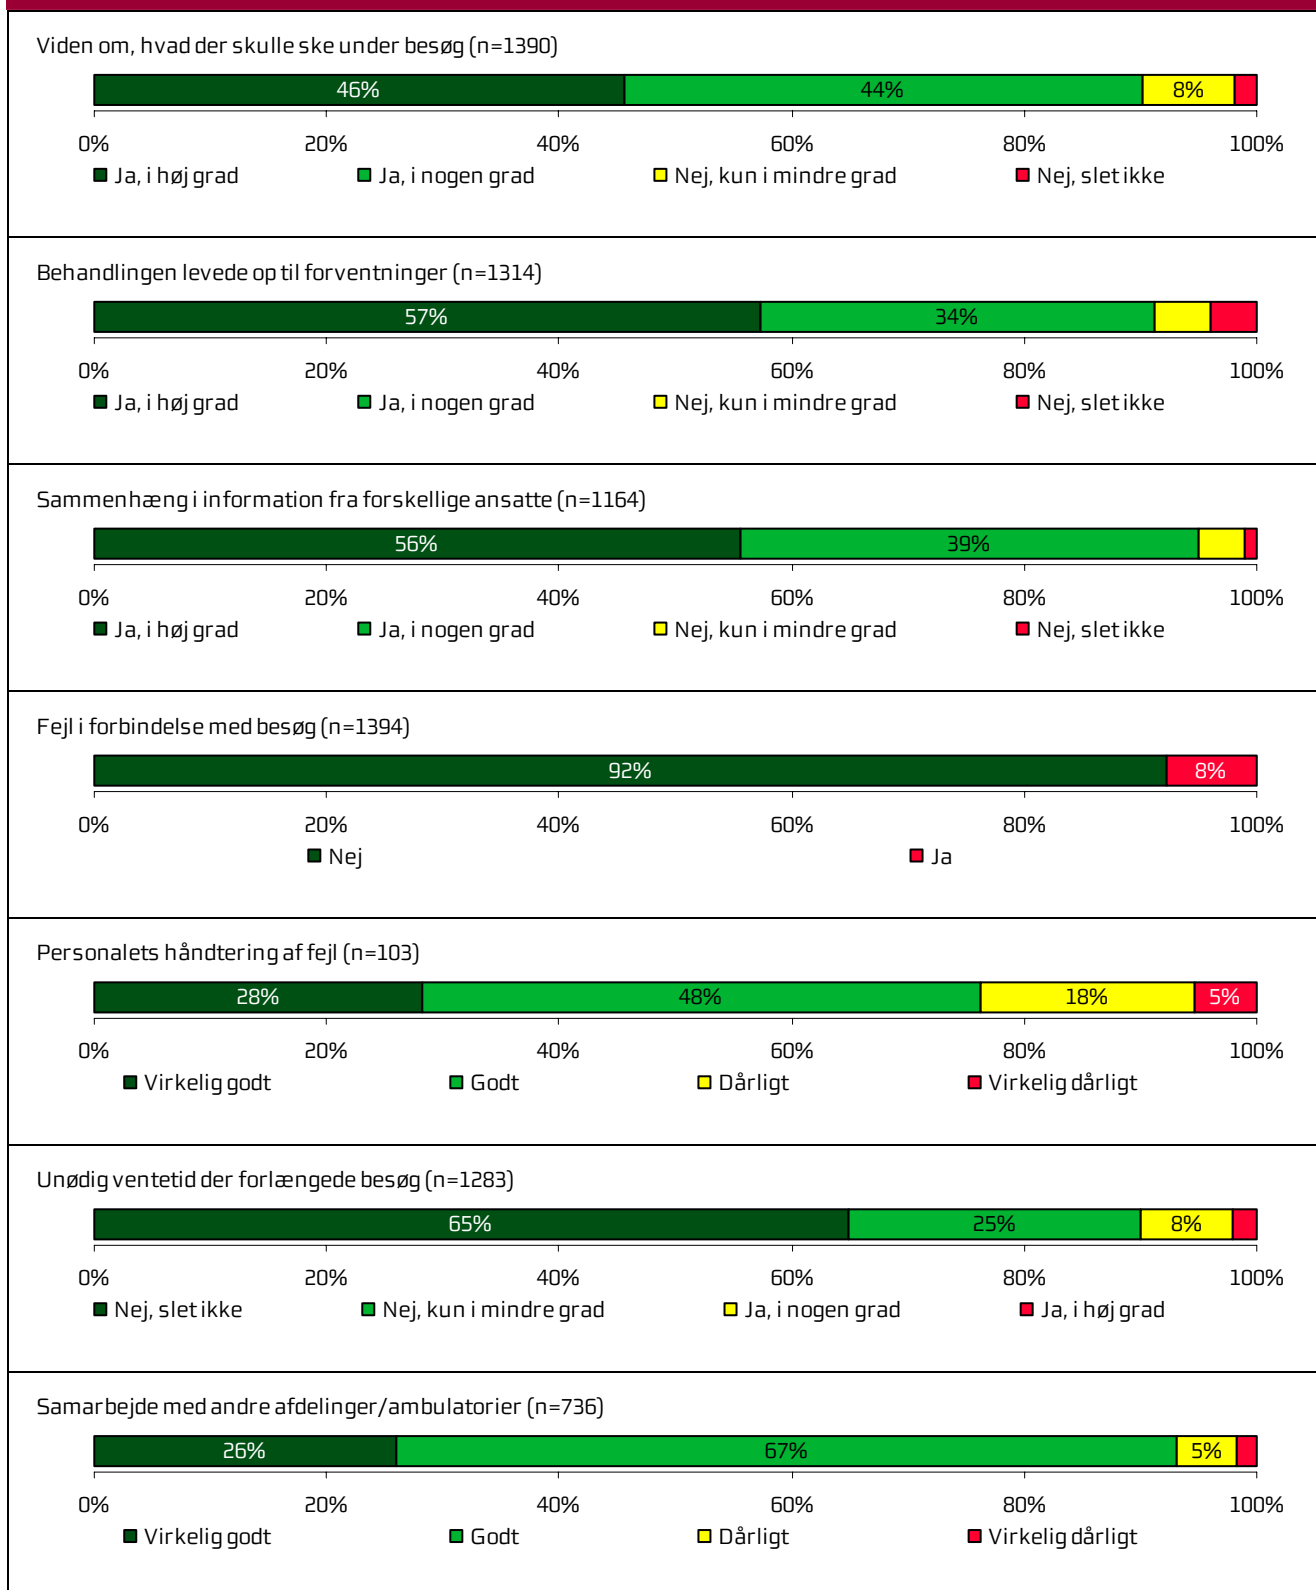 Viden om, hvad der skulle ske under besøg (n=1390)
46% 44% 8%
0% 20% 40% 60% 80% 100%
Ja, i høj grad Ja, i nogen grad Nej, kun i mindre grad Nej, slet ikke
Behandlingen levede op til forventninger (n=1314)
57% 34%
0% 20% 40% 60% 80% 100%
Ja, i høj grad Ja, i nogen grad Nej, kun i mindre grad Nej, slet ikke
Sammenhæng i information fra forskellige ansatte (n=1164)
56% 39%
0% 20% 40% 60% 80% 100%
Ja, i høj grad Ja, i nogen grad Nej, kun i mindre grad Nej, slet ikke
Fejl i forbindelse med besøg (n=1394)
92% 8%
0% 20% 40% 60% 80% 100%
Nej Ja
Personalets håndtering af fejl (n=103)
28% 48% 18% 5%
0% 20% 40% 60% 80% 100%
Virkelig godt Godt Dårligt Virkelig dårligt
Unødig ventetid der forlængede besøg (n=1283)
65% 25% 8%
0% 20% 40% 60% 80% 100%
Nej, slet ikke Nej, kun i mindre grad Ja, i nogen grad Ja, i høj grad
Samarbejde med andre afdelinger/ambulatorier (n=736)
26% 67% 5%
0% 20% 40% 60% 80% 100%
Virkelig godt Godt Dårligt Virkelig dårligt